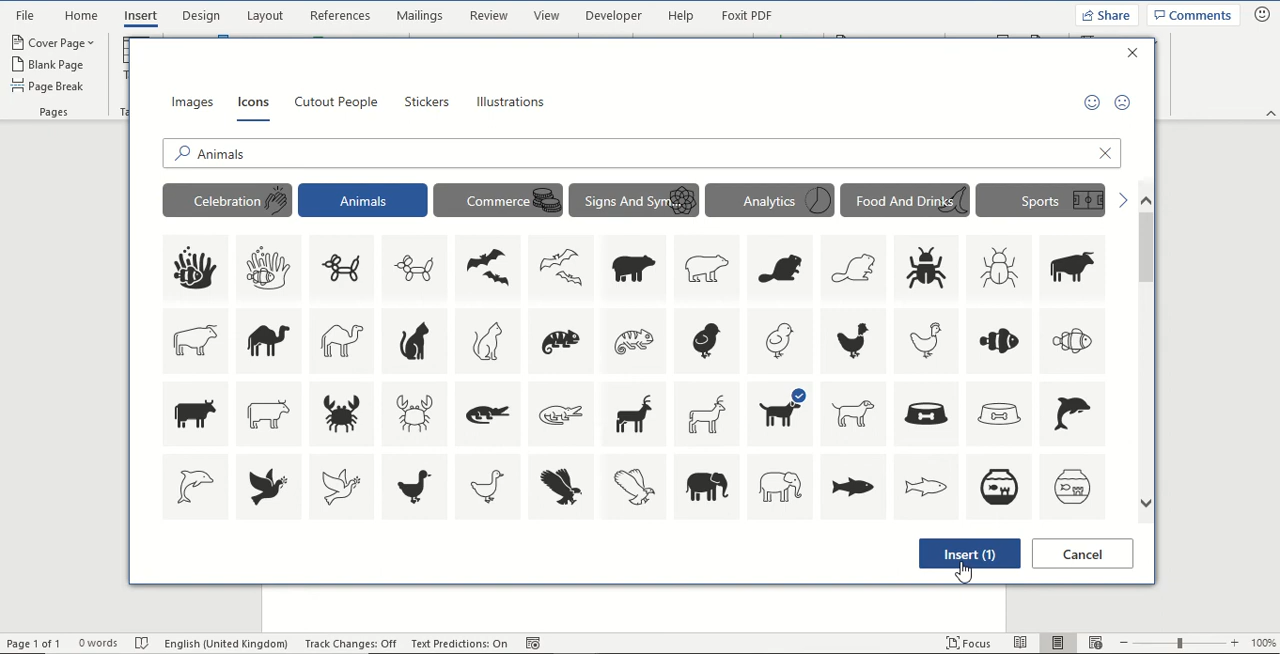 File Home Insert Design Layout References Mailings Review View Developer Help Foxit PDF Share Comments
Cover Page
Blank Page
Page Break
Pages
Images Icons Cutout People Stickers Illustrations
Animals
Celebration Animals Commerce Signs And Sym... Analytics Food And Drinks Sports
Insert (1) Cancel
Page 1 of 1 0 words English (United Kingdom) Track Changes: Off Text Predictions: On Focus 100%